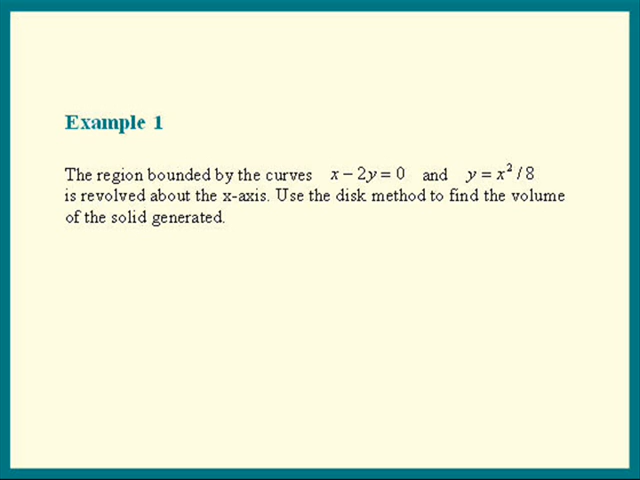 Example 1
The region bounded by the curves x − 2y = 0 and y = x² / 8
is revolved about the x-axis. Use the disk method to find the volume
of the solid generated.